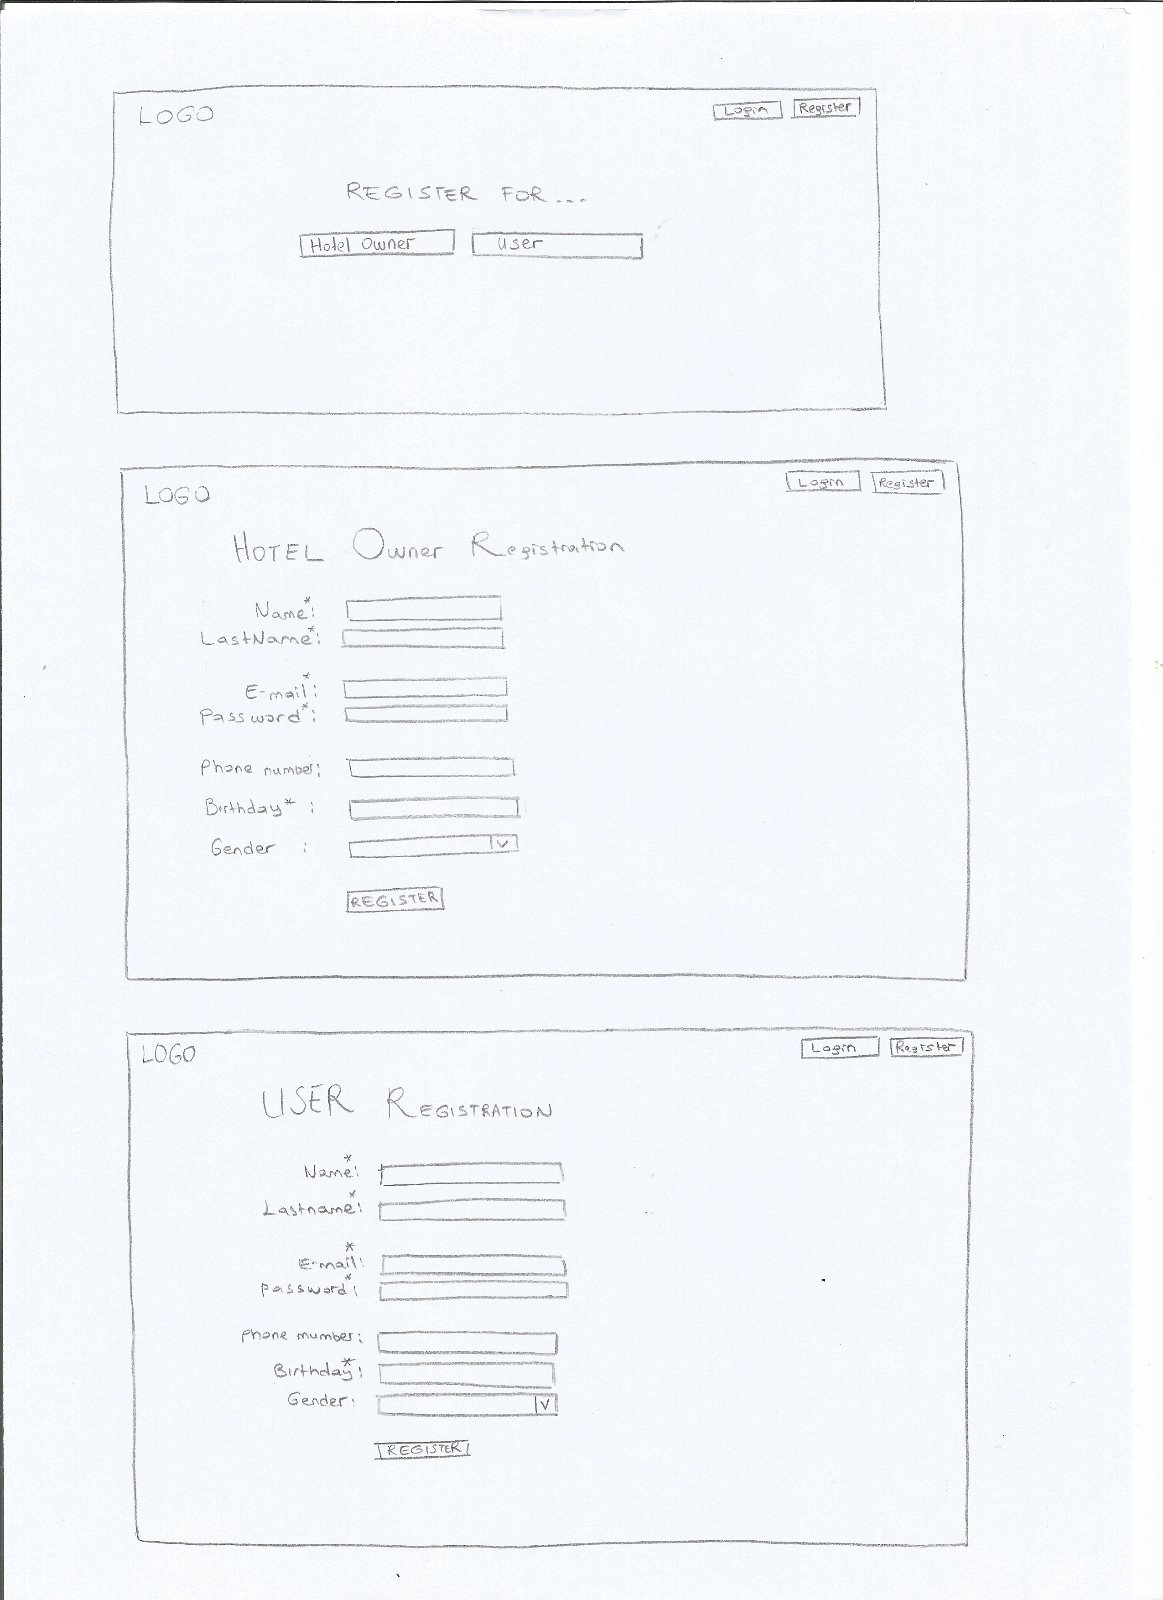 LOGO Login Register
REGISTER FOR...
Hotel Owner user
LOGO Login Register
HOTEL Owner Registration
Name*:
LastName*:
E-mail*:
Password*:
Phone number:
Birthday* :
Gender :
REGISTER
LOGO Login Register
USER REGISTRATION
Name*:
Lastname*:
E-mail*:
password*:
Phone mumber:
Birthday*:
Gender:
REGISTER